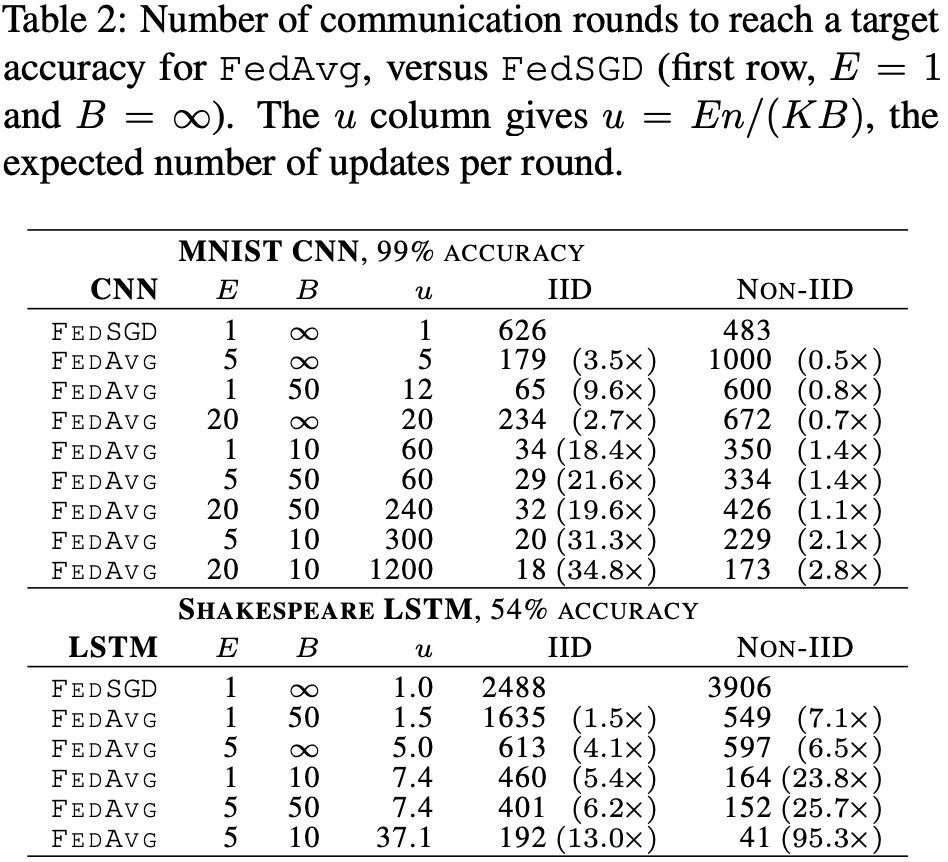 Table 2: Number of communication rounds to reach a target
accuracy for FedAvg, versus FedSGD (first row, E = 1
and B = ∞). The u column gives u = En/(KB), the
expected number of updates per round.
MNIST CNN, 99% ACCURACY
CNN E B u IID NON-IID
FEDSGD 1 ∞ 1 626 483
FEDAVG 5 ∞ 5 179 (3.5×) 1000 (0.5×)
FEDAVG 1 50 12 65 (9.6×) 600 (0.8×)
FEDAVG 20 ∞ 20 234 (2.7×) 672 (0.7×)
FEDAVG 1 10 60 34 (18.4×) 350 (1.4×)
FEDAVG 5 50 60 29 (21.6×) 334 (1.4×)
FEDAVG 20 50 240 32 (19.6×) 426 (1.1×)
FEDAVG 5 10 300 20 (31.3×) 229 (2.1×)
FEDAVG 20 10 1200 18 (34.8×) 173 (2.8×)
SHAKESPEARE LSTM, 54% ACCURACY
LSTM E B u IID NON-IID
FEDSGD 1 ∞ 1.0 2488 3906
FEDAVG 1 50 1.5 1635 (1.5×) 549 (7.1×)
FEDAVG 5 ∞ 5.0 613 (4.1×) 597 (6.5×)
FEDAVG 1 10 7.4 460 (5.4×) 164 (23.8×)
FEDAVG 5 50 7.4 401 (6.2×) 152 (25.7×)
FEDAVG 5 10 37.1 192 (13.0×) 41 (95.3×)